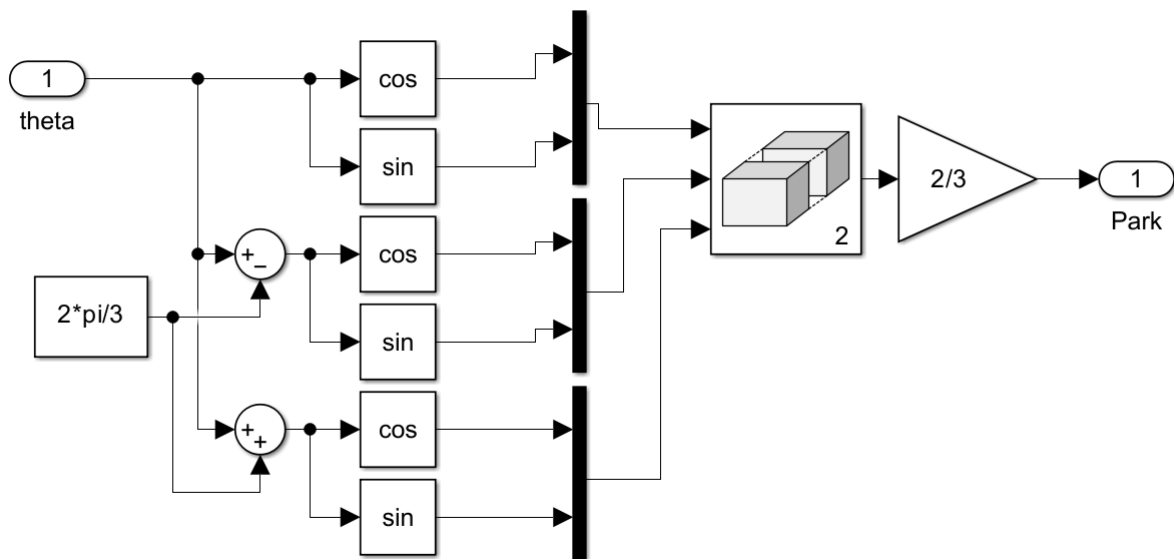 1
theta
cos
sin
+
−
cos
sin
2*pi/3
+
+
cos
sin
2
2/3
1
Park